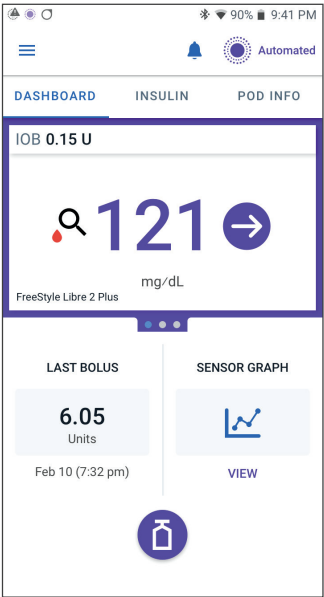 90% 9:41 PM
Automated
DASHBOARD INSULIN POD INFO
IOB 0.15 U
121
mg/dL
FreeStyle Libre 2 Plus
LAST BOLUS SENSOR GRAPH
6.05
Units
Feb 10 (7:32 pm) VIEW